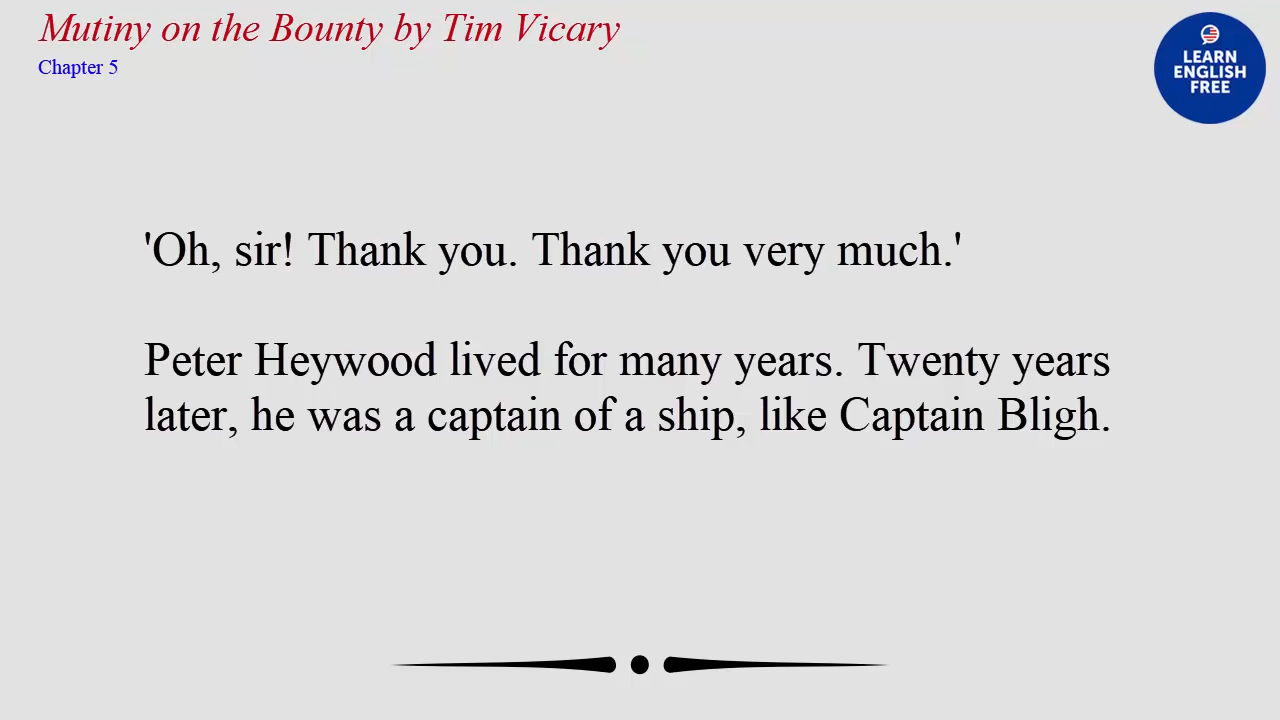 Mutiny on the Bounty by Tim Vicary
Chapter 5
LEARN
ENGLISH
FREE
'Oh, sir! Thank you. Thank you very much.'
Peter Heywood lived for many years. Twenty years
later, he was a captain of a ship, like Captain Bligh.